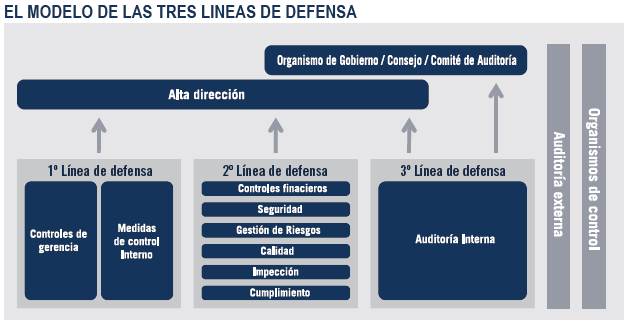 EL MODELO DE LAS TRES LINEAS DE DEFENSA
Organismo de Gobierno / Consejo / Comité de Auditoría
Alta dirección
1º Línea de defensa
Controles de
gerencia
Medidas
de control
Interno
2º Línea de defensa
Controles finacieros
Seguridad
Gestión de Riesgos
Calidad
Impección
Cumplimiento
3º Línea de defensa
Auditoría Interna
Auditoría externa
Organismos de control